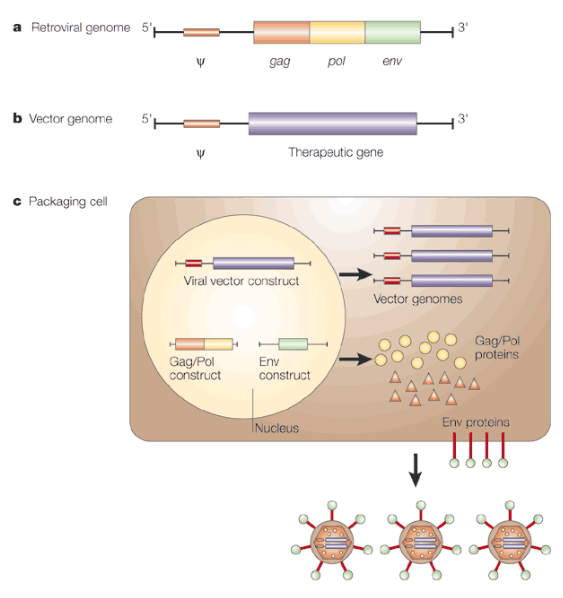 a Retroviral genome 5' 3'
ψ gag pol env
b Vector genome 5' 3'
ψ Therapeutic gene
c Packaging cell
Viral vector construct
Vector genomes
Gag/Pol
construct
Env
construct
Nucleus
Gag/Pol
proteins
Env proteins